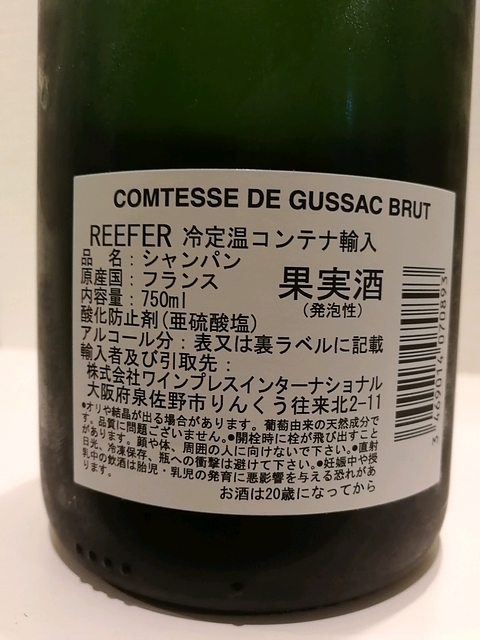 COMTESSE DE GUSSAC BRUT
REEFER 冷定温コンテナ輸入
品 名：シャンパン
原産国：フランス
内容量：750ml
果実酒
(発泡性)
酸化防止剤(亜硫酸塩)
アルコール分：表又は裏ラベルに記載
輸入者及び引取先：
株式会社ワインプレスインターナショナル
大阪府泉佐野市りんくう往来北2-11
●オリや結晶が出る場合があります。葡萄由来の天然成分で
す。品質に問題ございません。●開栓時に栓が飛び出すこと
があります。顔や体、周囲の人に向けないで下さい。●直射
日光、冷凍保存、瓶への衝撃は避けて下さい。●妊娠中や授
乳中の飲酒は胎児・乳児の発育に悪影響を与える恐れがあ
ります。
お酒は20歳になってから
3 469014 070893